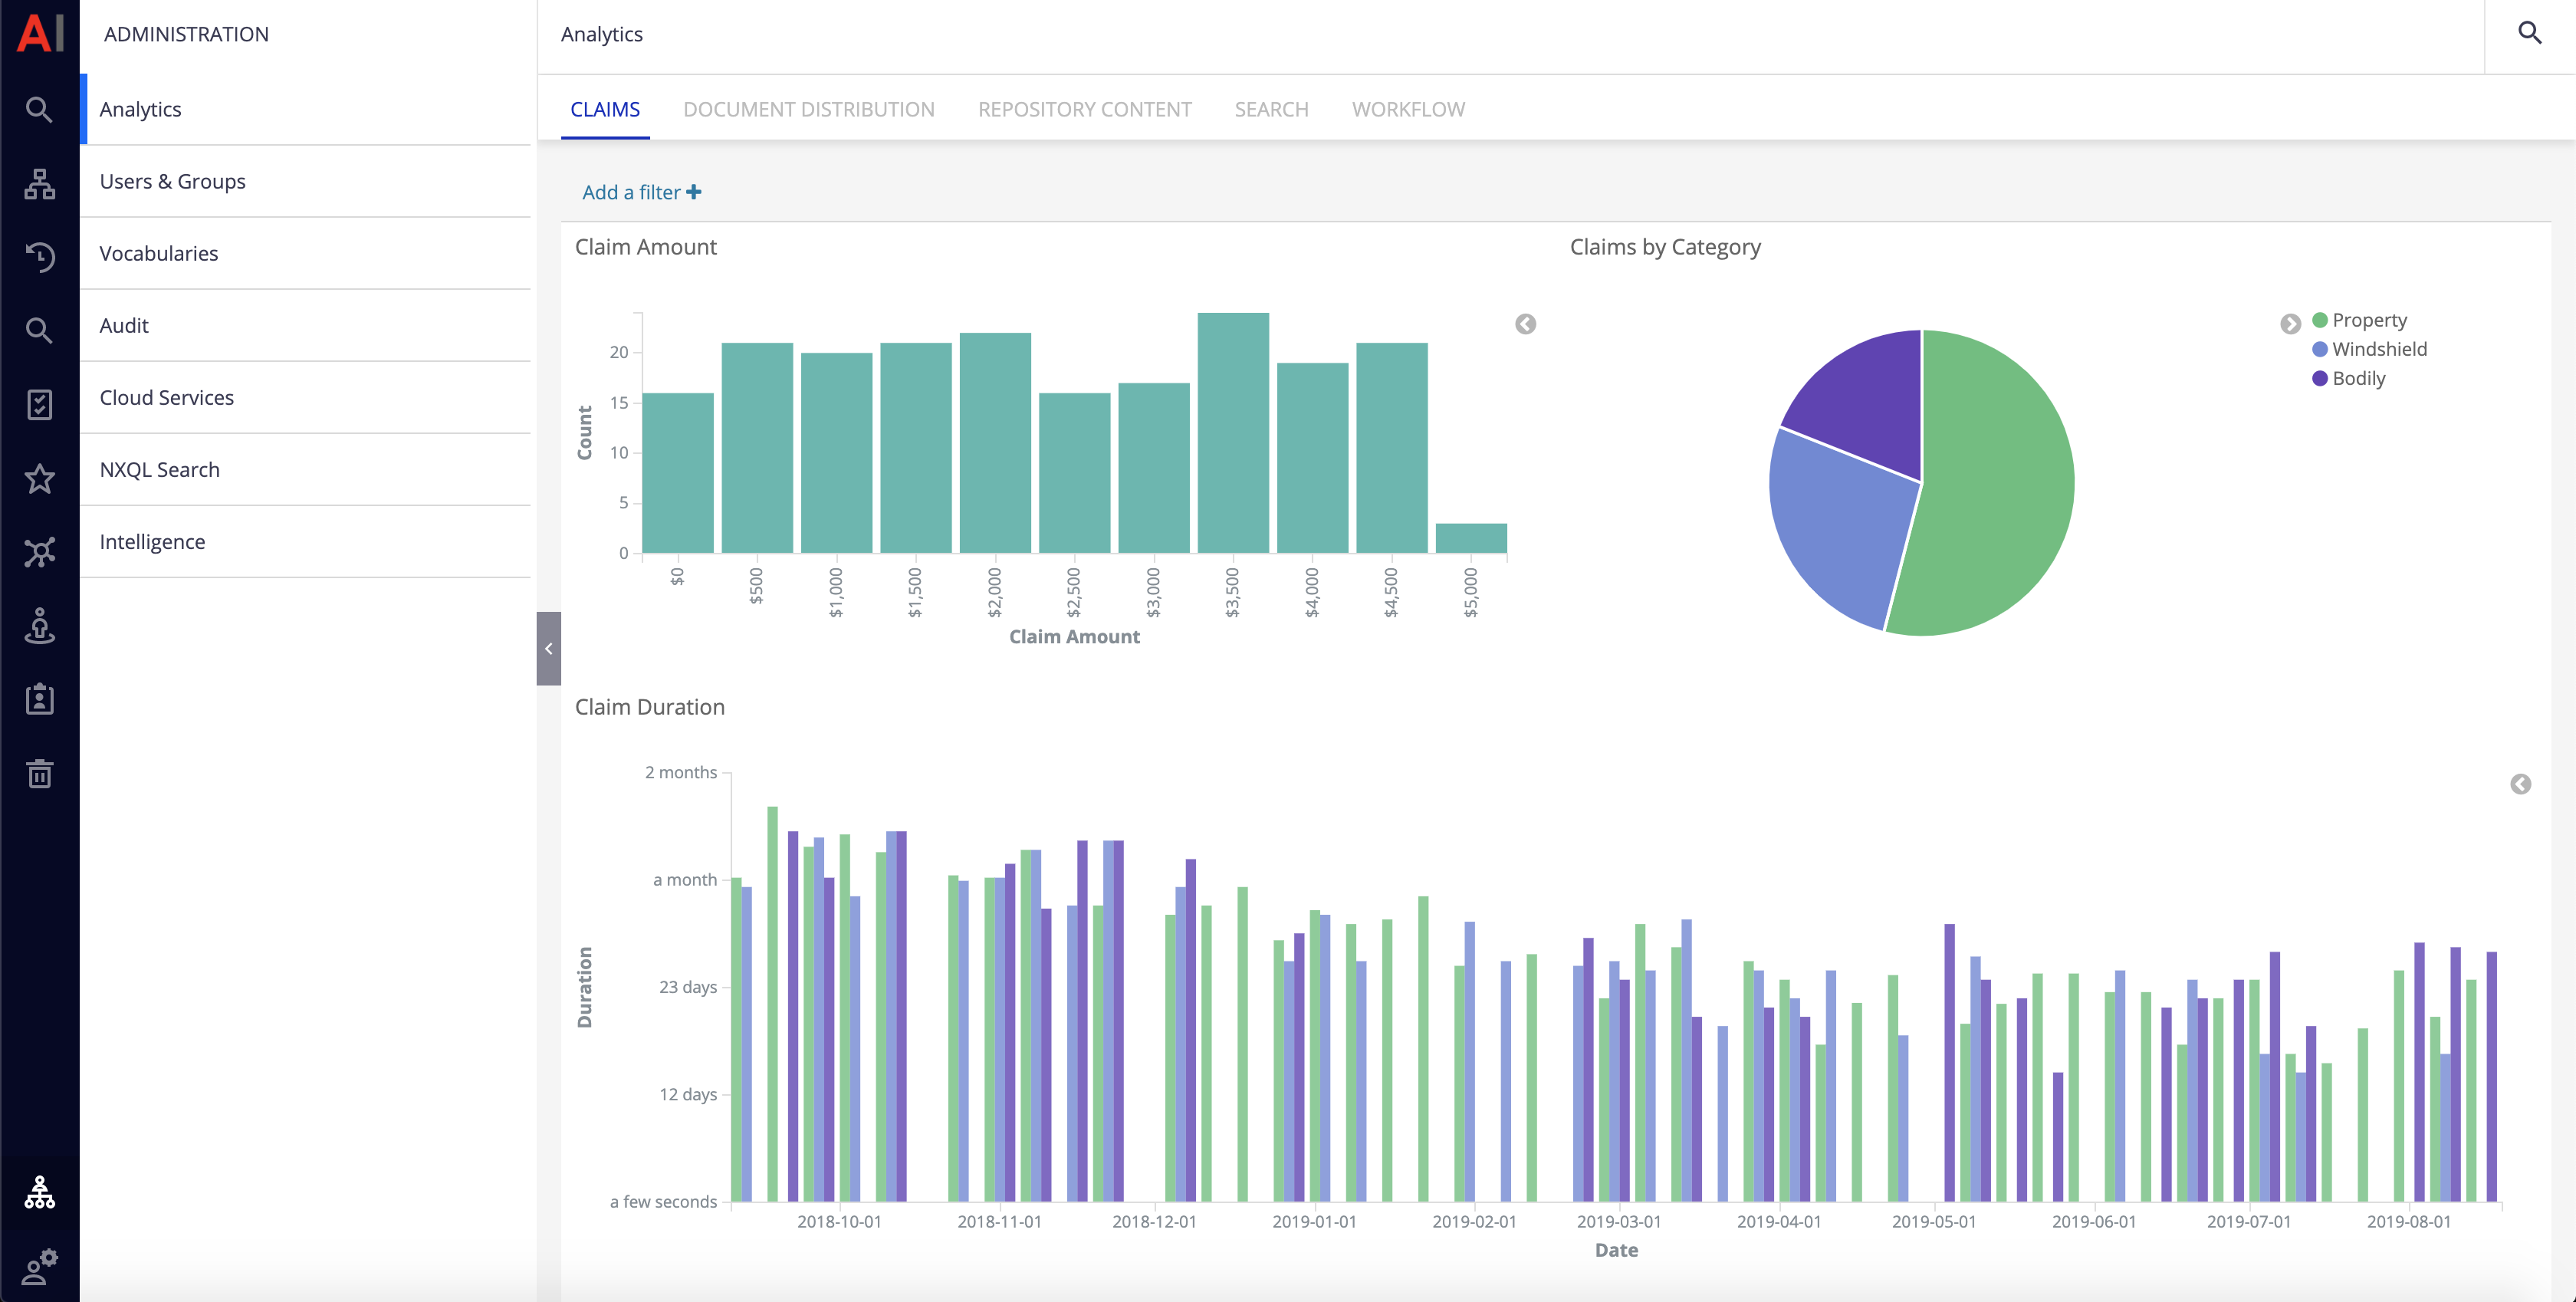 AI
ADMINISTRATION
Analytics
Users & Groups
Vocabularies
Audit
Cloud Services
NXQL Search
Intelligence
Analytics
CLAIMS DOCUMENT DISTRIBUTION REPOSITORY CONTENT SEARCH WORKFLOW
Add a filter +
Claim Amount
Count
20
15
10
5
0
$0 $500 $1,000 $1,500 $2,000 $2,500 $3,000 $3,500 $4,000 $4,500 $5,000
Claim Amount
Claims by Category
Property
Windshield
Bodily
Claim Duration
Duration
2 months
a month
23 days
12 days
a few seconds
2018-10-01 2018-11-01 2018-12-01 2019-01-01 2019-02-01 2019-03-01 2019-04-01 2019-05-01 2019-06-01 2019-07-01 2019-08-01
Date